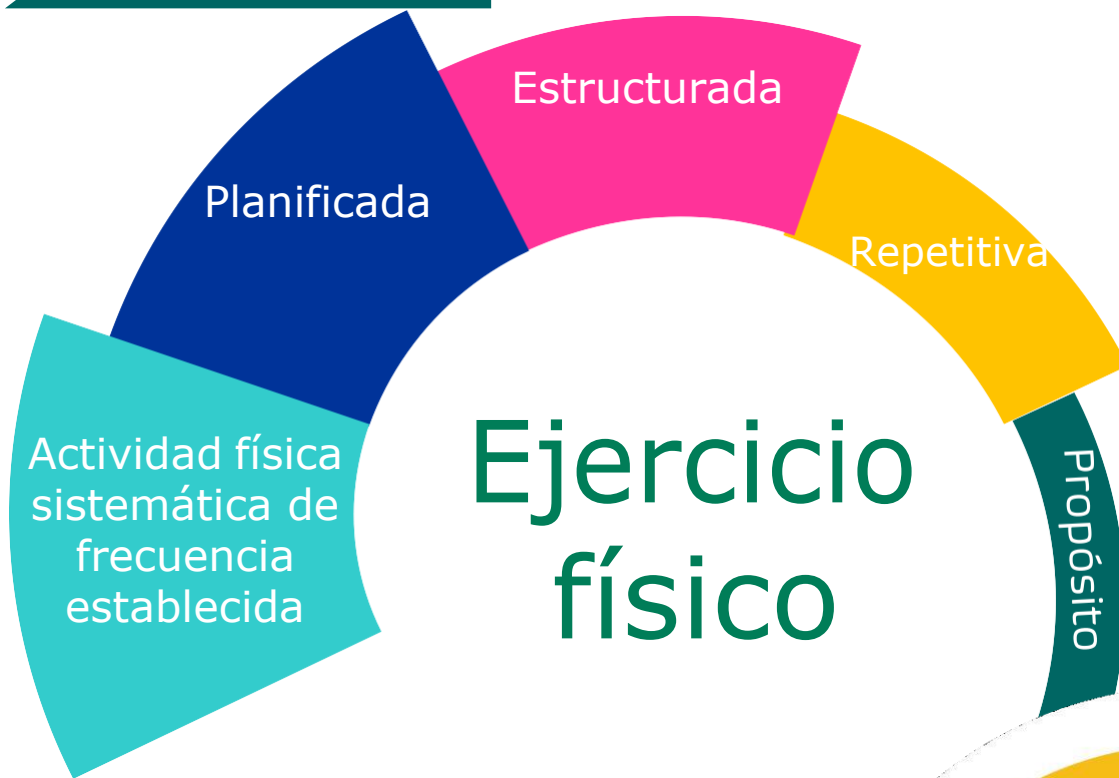 Estructurada
Planificada
Repetitiva
Actividad física
sistemática de
frecuencia
establecida
Ejercicio
físico
Propósito